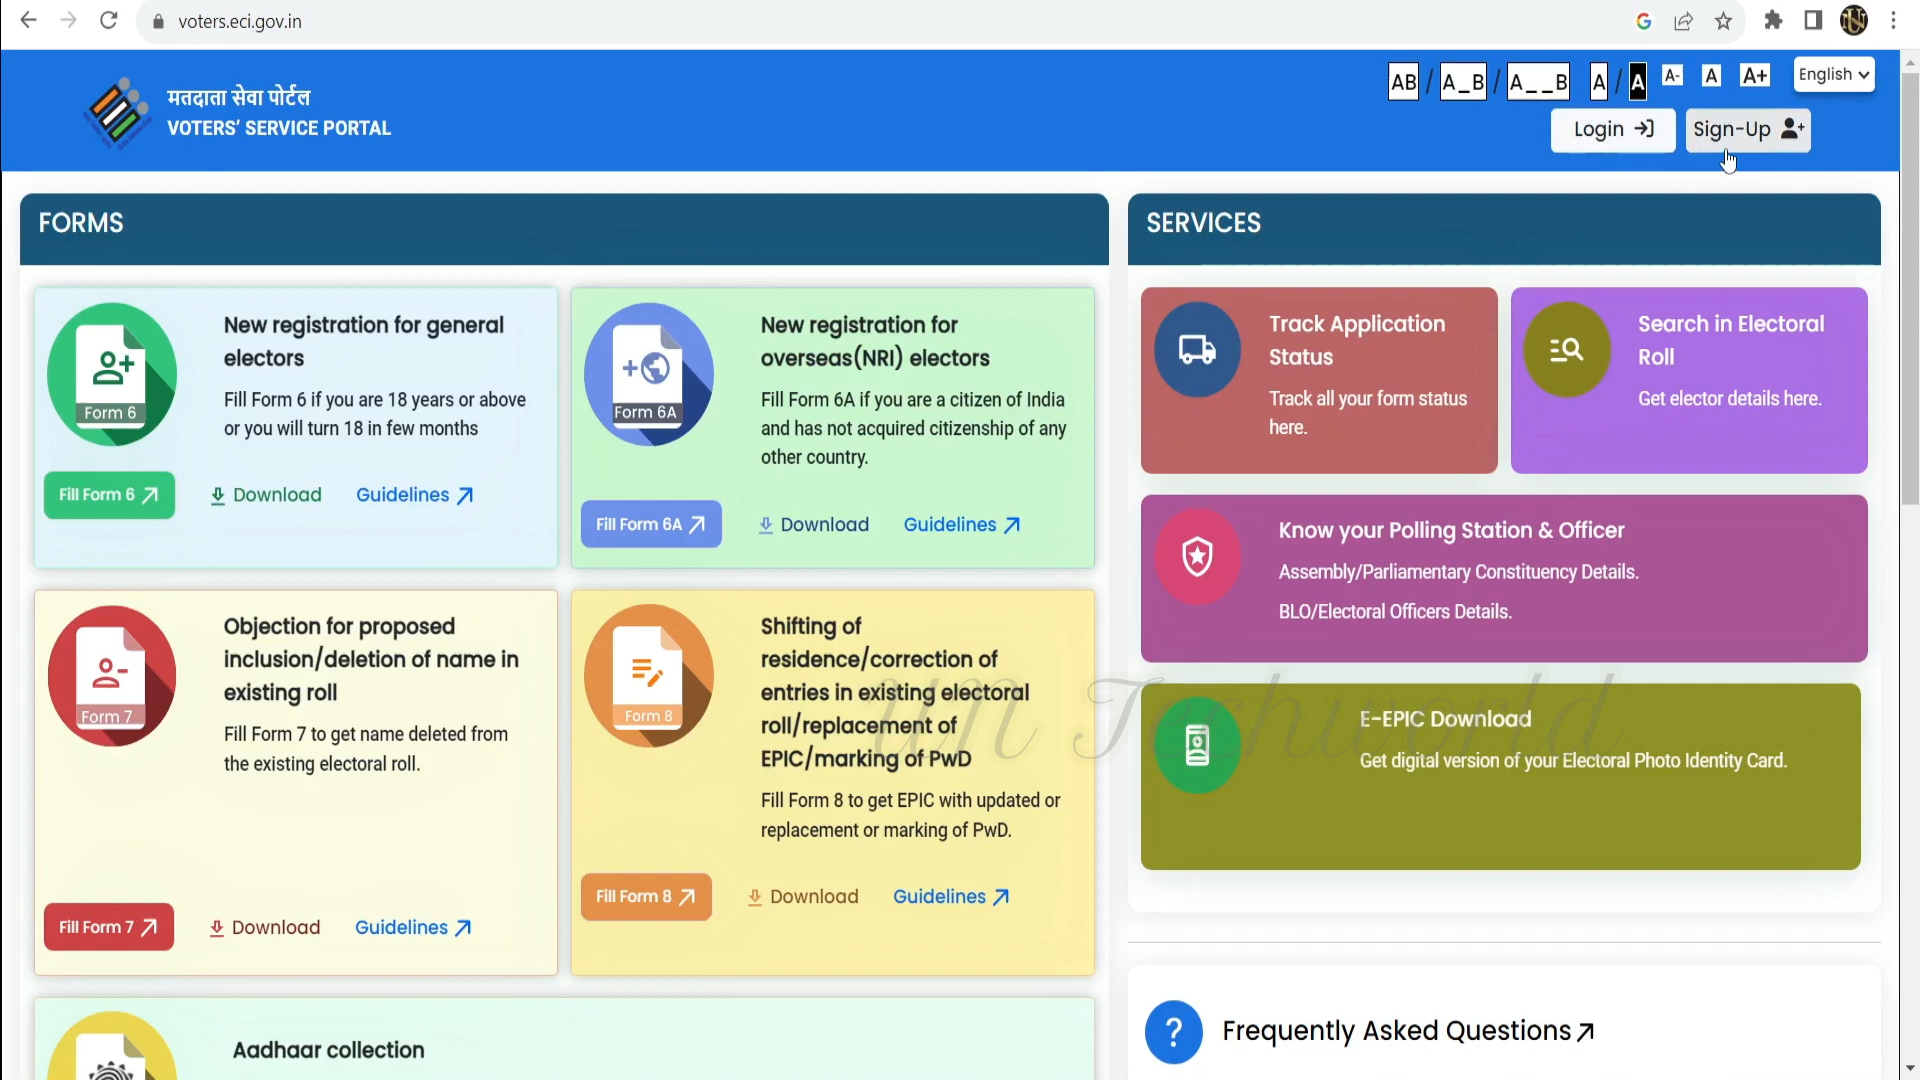 voters.eci.gov.in
AB / A_B / A__B A / A A- A A+ English
मतदाता सेवा पोर्टल
VOTERS' SERVICE PORTAL
Login Sign-Up
FORMS
New registration for general
electors
Fill Form 6 if you are 18 years or above
or you will turn 18 in few months
Form 6
Fill Form 6 Download Guidelines
New registration for
overseas(NRI) electors
Fill Form 6A if you are a citizen of India
and has not acquired citizenship of any
other country.
Form 6A
Fill Form 6A Download Guidelines
Objection for proposed
inclusion/deletion of name in
existing roll
Fill Form 7 to get name deleted from
the existing electoral roll.
Form 7
Fill Form 7 Download Guidelines
Shifting of
residence/correction of
entries in existing electoral
roll/replacement of
EPIC/marking of PwD
Fill Form 8 to get EPIC with updated or
replacement or marking of PwD.
Form 8
Fill Form 8 Download Guidelines
Aadhaar collection
SERVICES
Track Application
Status
Track all your form status
here.
Search in Electoral
Roll
Get elector details here.
Know your Polling Station & Officer
Assembly/Parliamentary Constituency Details.
BLO/Electoral Officers Details.
E-EPIC Download
Get digital version of your Electoral Photo Identity Card.
Frequently Asked Questions
un Techworld